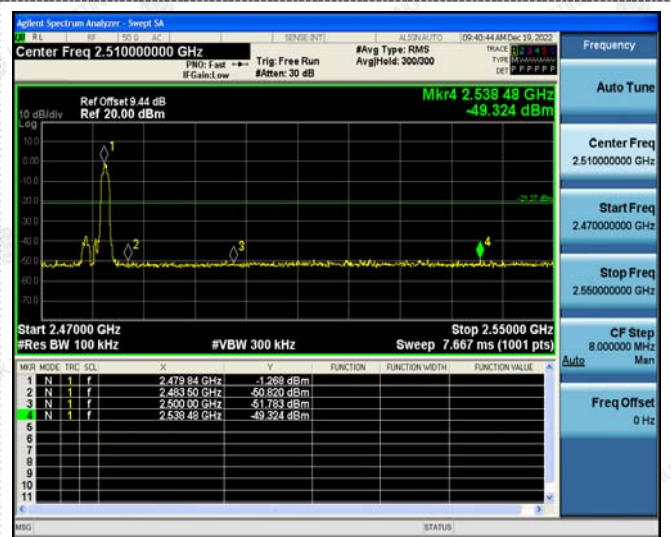 Agilent Spectrum Analyzer - Swept SA
RL RF 50 Ω AC SENSE:INT ALIGNAUTO 09:40:44 AM Dec 19, 2022
Center Freq 2.510000000 GHz #Avg Type: RMS TRACE 1 2 3 4 5 6
PNO: Fast Trig: Free Run Avg|Hold: 300/300 TYPE
IFGain:Low #Atten: 30 dB DET P P P P P P
Mkr4 2.538 48 GHz
Ref Offset 9.44 dB
10 dB/div Ref 20.00 dBm -49.324 dBm
Log
10.0
0.00
-10.0
-20.0
-30.0
-40.0
-50.0
-60.0
-70.0
1
2
3
4
-21.27 dBm
Start 2.47000 GHz Stop 2.55000 GHz
#Res BW 100 kHz #VBW 300 kHz Sweep 7.667 ms (1001 pts)
MKR MODE TRC SCL X Y FUNCTION FUNCTION WIDTH FUNCTION VALUE
1 N 1 f 2.479 84 GHz -1.268 dBm
2 N 1 f 2.483 50 GHz -50.820 dBm
3 N 1 f 2.500 00 GHz -51.783 dBm
4 N 1 f 2.538 48 GHz -49.324 dBm
5
6
7
8
9
10
11
MSG STATUS
Frequency
Auto Tune
Center Freq
2.510000000 GHz
Start Freq
2.470000000 GHz
Stop Freq
2.550000000 GHz
CF Step
8.000000 MHz
Auto Man
Freq Offset
0 Hz